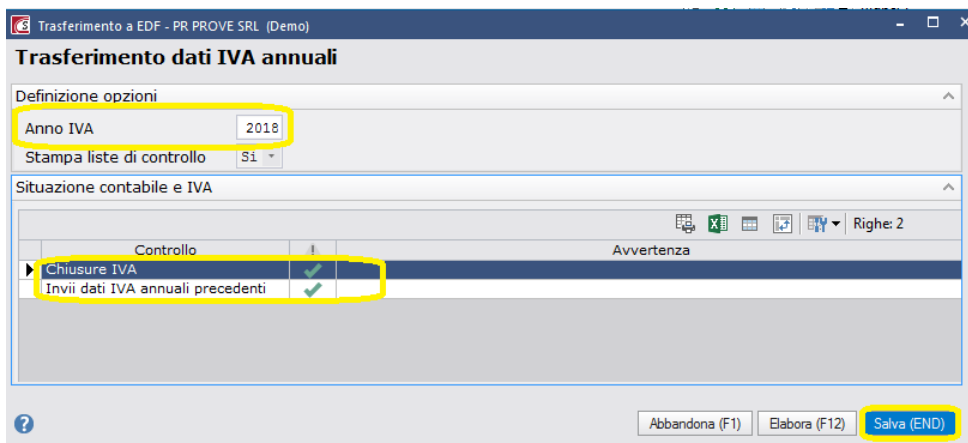 Trasferimento a EDF - PR PROVE SRL (Demo)
Trasferimento dati IVA annuali
Definizione opzioni
Anno IVA 2018
Stampa liste di controllo Si
Situazione contabile e IVA
Righe: 2
Controllo Avvertenza
Chiusure IVA
Invii dati IVA annuali precedenti
Abbandona (F1) Elabora (F12) Salva (END)